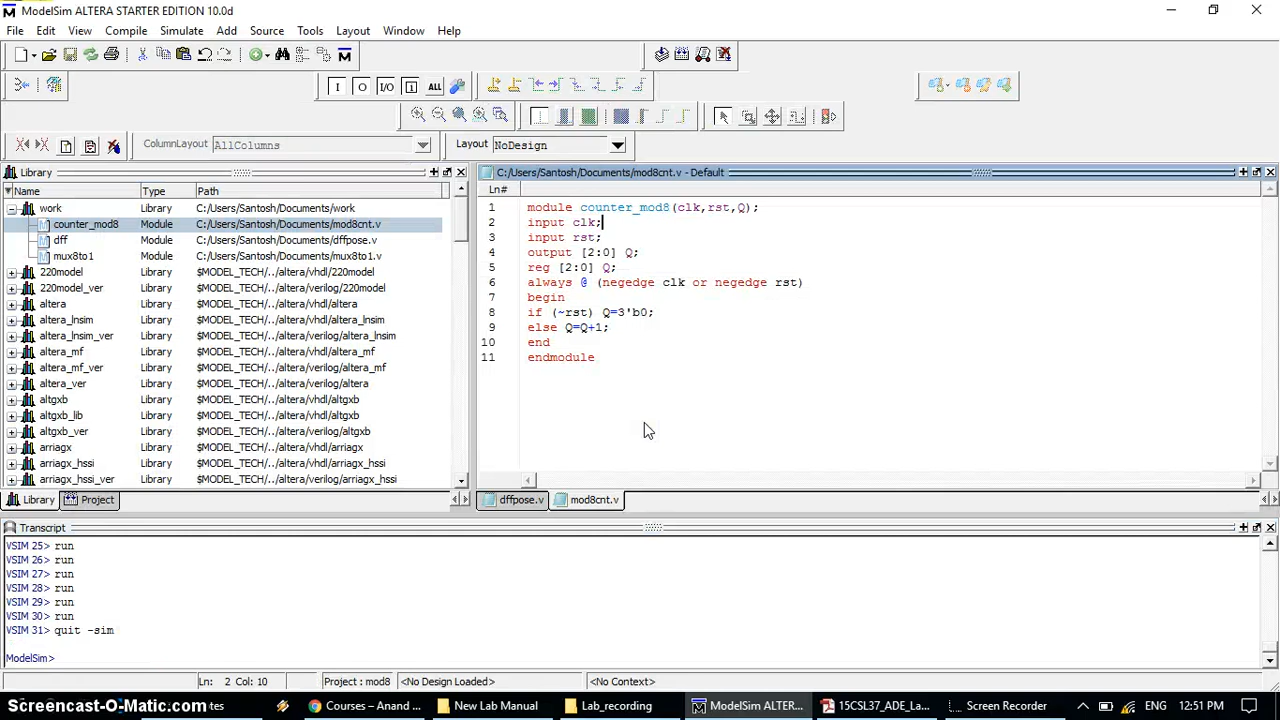 ModelSim ALTERA STARTER EDITION 10.0d
File Edit View Compile Simulate Add Source Tools Layout Window Help
ColumnLayout AllColumns
Layout NoDesign
Library
Name Type Path
work Library C:/Users/Santosh/Documents/work
counter_mod8 Module C:/Users/Santosh/Documents/mod8cnt.v
dff Module C:/Users/Santosh/Documents/dffpose.v
mux8to1 Module C:/Users/Santosh/Documents/mux8to1.v
220model Library $MODEL_TECH/../altera/vhdl/220model
220model_ver Library $MODEL_TECH/../altera/verilog/220model
altera Library $MODEL_TECH/../altera/vhdl/altera
altera_lnsim Library $MODEL_TECH/../altera/vhdl/altera_lnsim
altera_lnsim_ver Library $MODEL_TECH/../altera/verilog/altera_lnsim
altera_mf Library $MODEL_TECH/../altera/vhdl/altera_mf
altera_mf_ver Library $MODEL_TECH/../altera/verilog/altera_mf
altera_ver Library $MODEL_TECH/../altera/verilog/altera
altgxb Library $MODEL_TECH/../altera/vhdl/altgxb
altgxb_lib Library $MODEL_TECH/../altera/vhdl/altgxb
altgxb_ver Library $MODEL_TECH/../altera/verilog/altgxb
arriagx Library $MODEL_TECH/../altera/vhdl/arriagx
arriagx_hssi Library $MODEL_TECH/../altera/vhdl/arriagx_hssi
arriagx_hssi_ver Library $MODEL_TECH/../altera/verilog/arriagx_hssi
Library Project
C:/Users/Santosh/Documents/mod8cnt.v - Default
Ln#
1 module counter_mod8(clk,rst,Q);
2 input clk;
3 input rst;
4 output [2:0] Q;
5 reg [2:0] Q;
6 always @ (negedge clk or negedge rst)
7 begin
8 if (~rst) Q=3'b0;
9 else Q=Q+1;
10 end
11 endmodule
dffpose.v mod8cnt.v
Transcript
VSIM 25> run
VSIM 26> run
VSIM 27> run
VSIM 28> run
VSIM 29> run
VSIM 30> run
VSIM 31> quit -sim
ModelSim>
Ln: 2 Col: 10 Project : mod8 <No Design Loaded> <No Context>
Screencast-O-Matic.com
tes
Courses – Anand ...
New Lab Manual
Lab_recording
ModelSim ALTER...
15CSL37_ADE_La...
Screen Recorder
ENG 12:51 PM